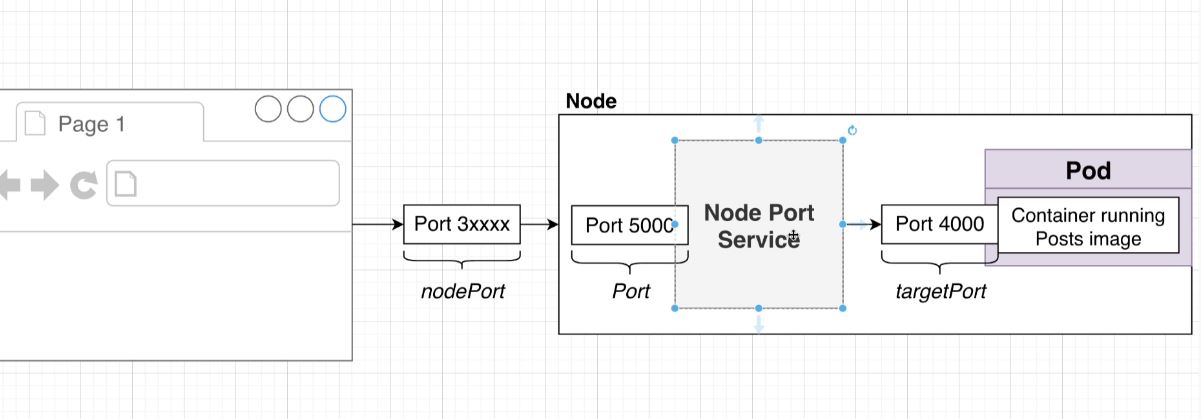 Page 1
Node
Port 3xxxx
nodePort
Port 5000
Port
Node Port
Service
Port 4000
targetPort
Pod
Container running
Posts image